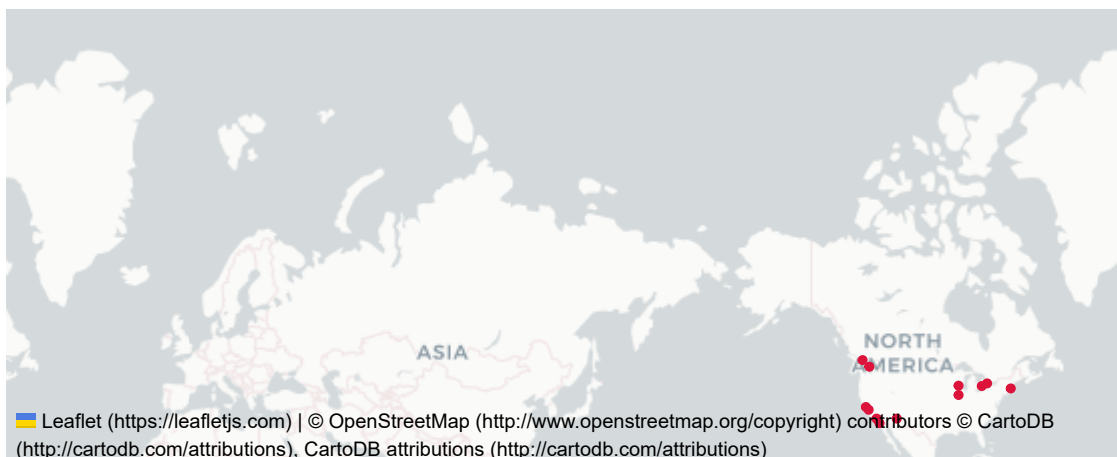 NORTH
AMERICA
ASIA
Leaflet (https://leafletjs.com) | © OpenStreetMap (http://www.openstreetmap.org/copyright) contributors © CartoDB
(http://cartodb.com/attributions), CartoDB attributions (http://cartodb.com/attributions)